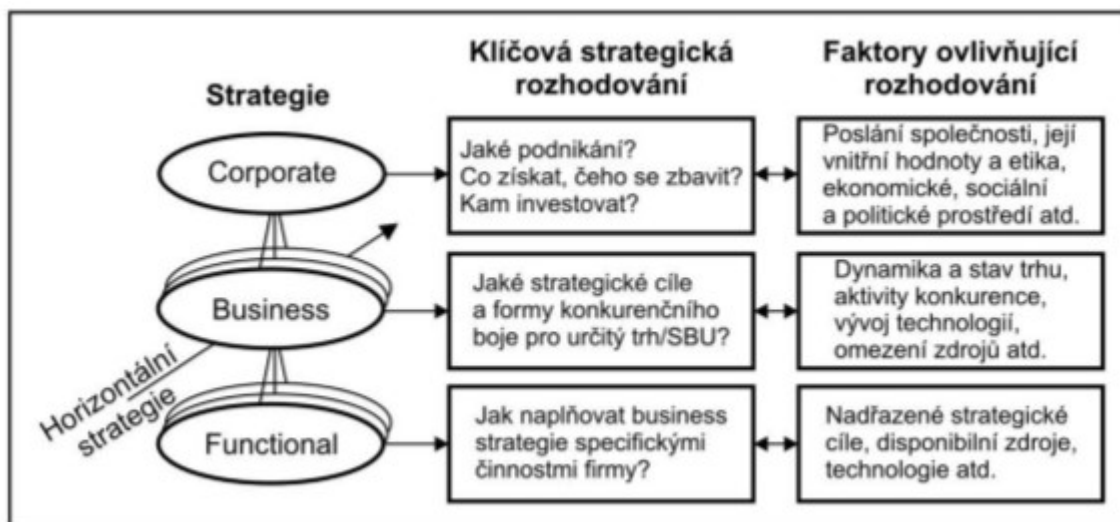 Strategie
Klíčová strategická
rozhodování
Faktory ovlivňující
rozhodování
Corporate
Jaké podnikání?
Co získat, čeho se zbavit?
Kam investovat?
Poslání společnosti, její
vnitřní hodnoty a etika,
ekonomické, sociální
a politické prostředí atd.
Business
Jaké strategické cíle
a formy konkurenčního
boje pro určitý trh/SBU?
Dynamika a stav trhu,
aktivity konkurence,
vývoj technologií,
omezení zdrojů atd.
Horizontální
strategie
Functional
Jak naplňovat business
strategie specifickými
činnostmi firmy?
Nadřazené strategické
cíle, disponibilní zdroje,
technologie atd.